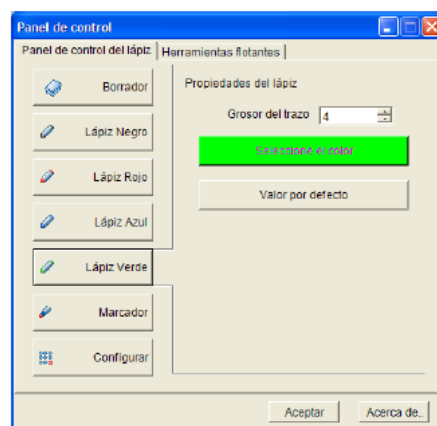 Panel de control
Panel de control del lápiz
Herramientas flotantes
Borrador
Lápiz Negro
Lápiz Rojo
Lápiz Azul
Lápiz Verde
Marcador
Configurar
Propiedades del lápiz
Grosor del trazo 4
Seleccione el color
Valor por defecto
Aceptar
Acerca de..